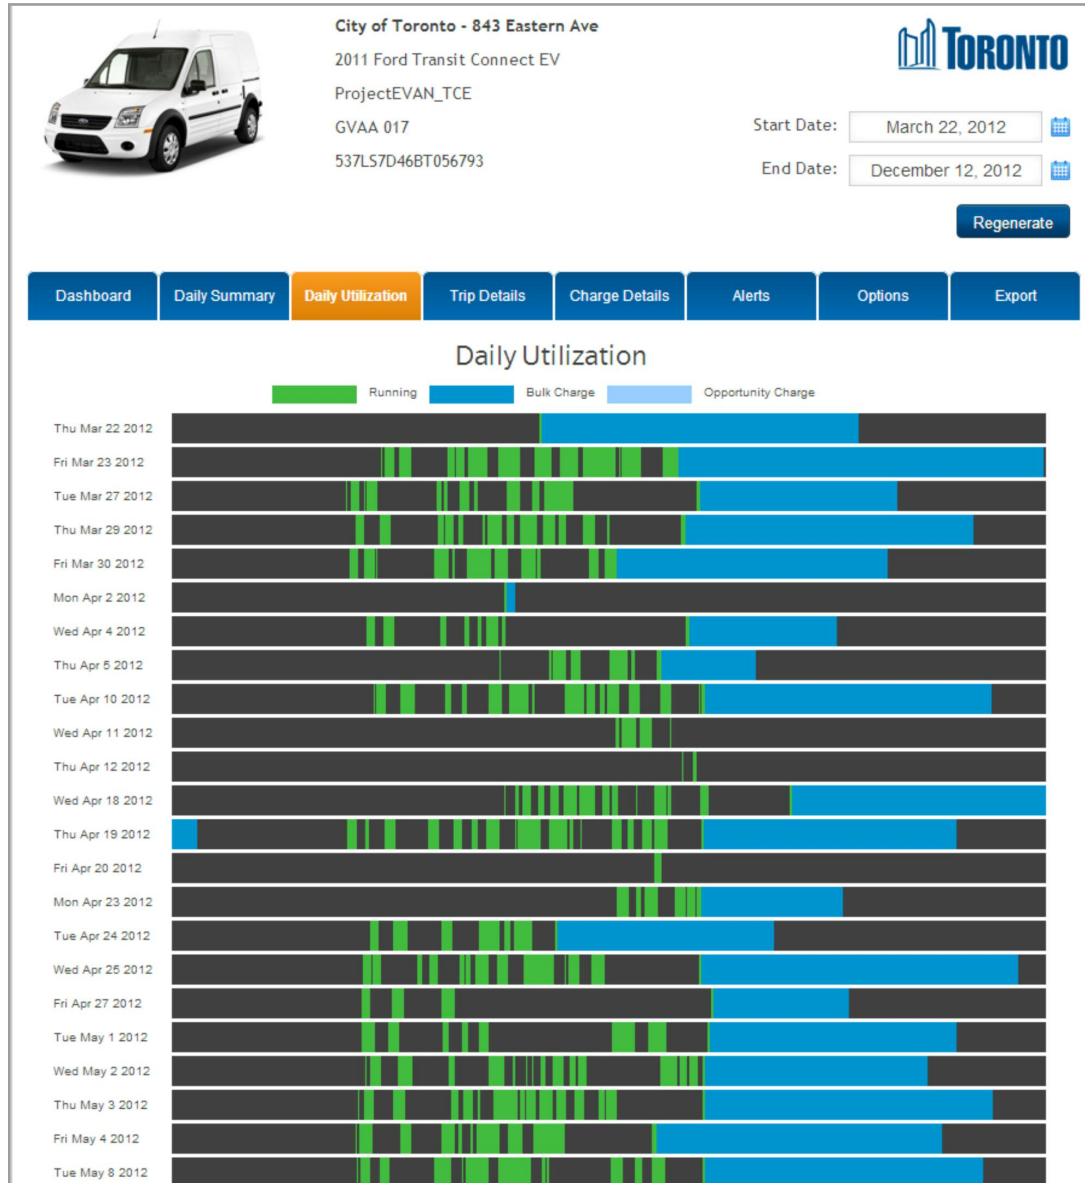 City of Toronto - 843 Eastern Ave
2011 Ford Transit Connect EV
ProjectEVAN_TCE
GVAA 017
537LS7D46BT056793
TORONTO
Start Date: March 22, 2012
End Date: December 12, 2012
Regenerate
Dashboard Daily Summary Daily Utilization Trip Details Charge Details Alerts Options Export
Daily Utilization
Running Bulk Charge Opportunity Charge
Thu Mar 22 2012
Fri Mar 23 2012
Tue Mar 27 2012
Thu Mar 29 2012
Fri Mar 30 2012
Mon Apr 2 2012
Wed Apr 4 2012
Thu Apr 5 2012
Tue Apr 10 2012
Wed Apr 11 2012
Thu Apr 12 2012
Wed Apr 18 2012
Thu Apr 19 2012
Fri Apr 20 2012
Mon Apr 23 2012
Tue Apr 24 2012
Wed Apr 25 2012
Fri Apr 27 2012
Tue May 1 2012
Wed May 2 2012
Thu May 3 2012
Fri May 4 2012
Tue May 8 2012